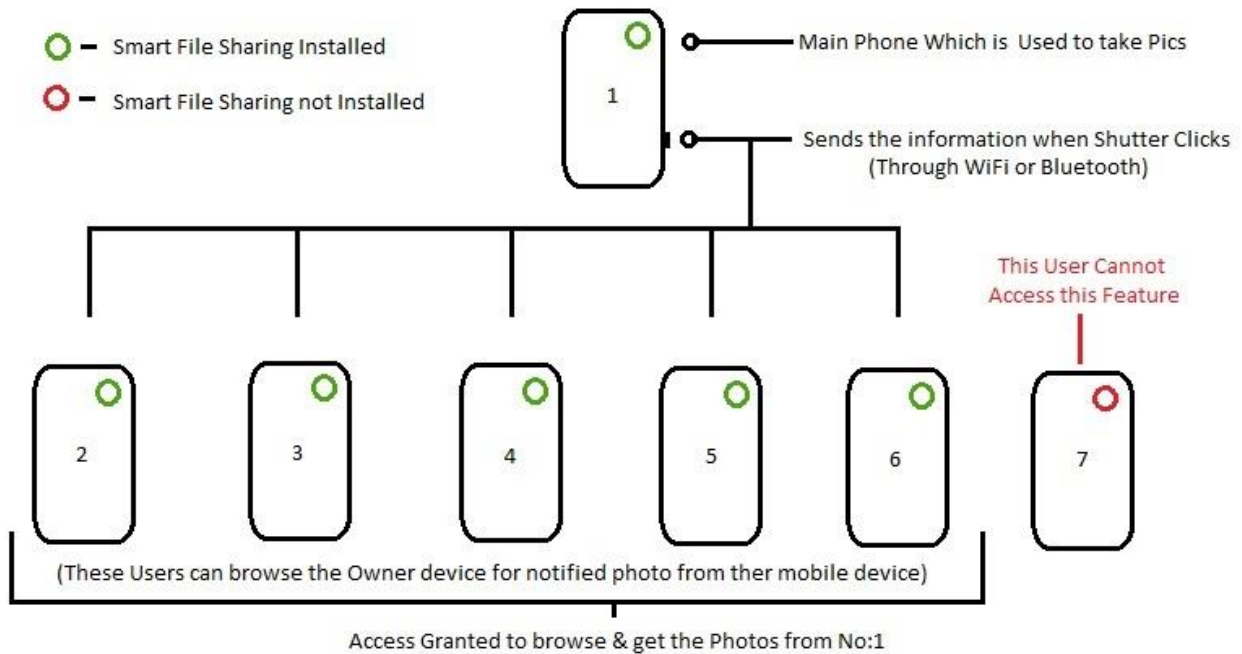 Smart File Sharing Installed
Main Phone Which is Used to take Pics
Smart File Sharing not Installed
1
Sends the information when Shutter Clicks
(Through WiFi or Bluetooth)
This User Cannot
Access this Feature
2
3
4
5
6
7
(These Users can browse the Owner device for notified photo from ther mobile device)
Access Granted to browse & get the Photos from No:1